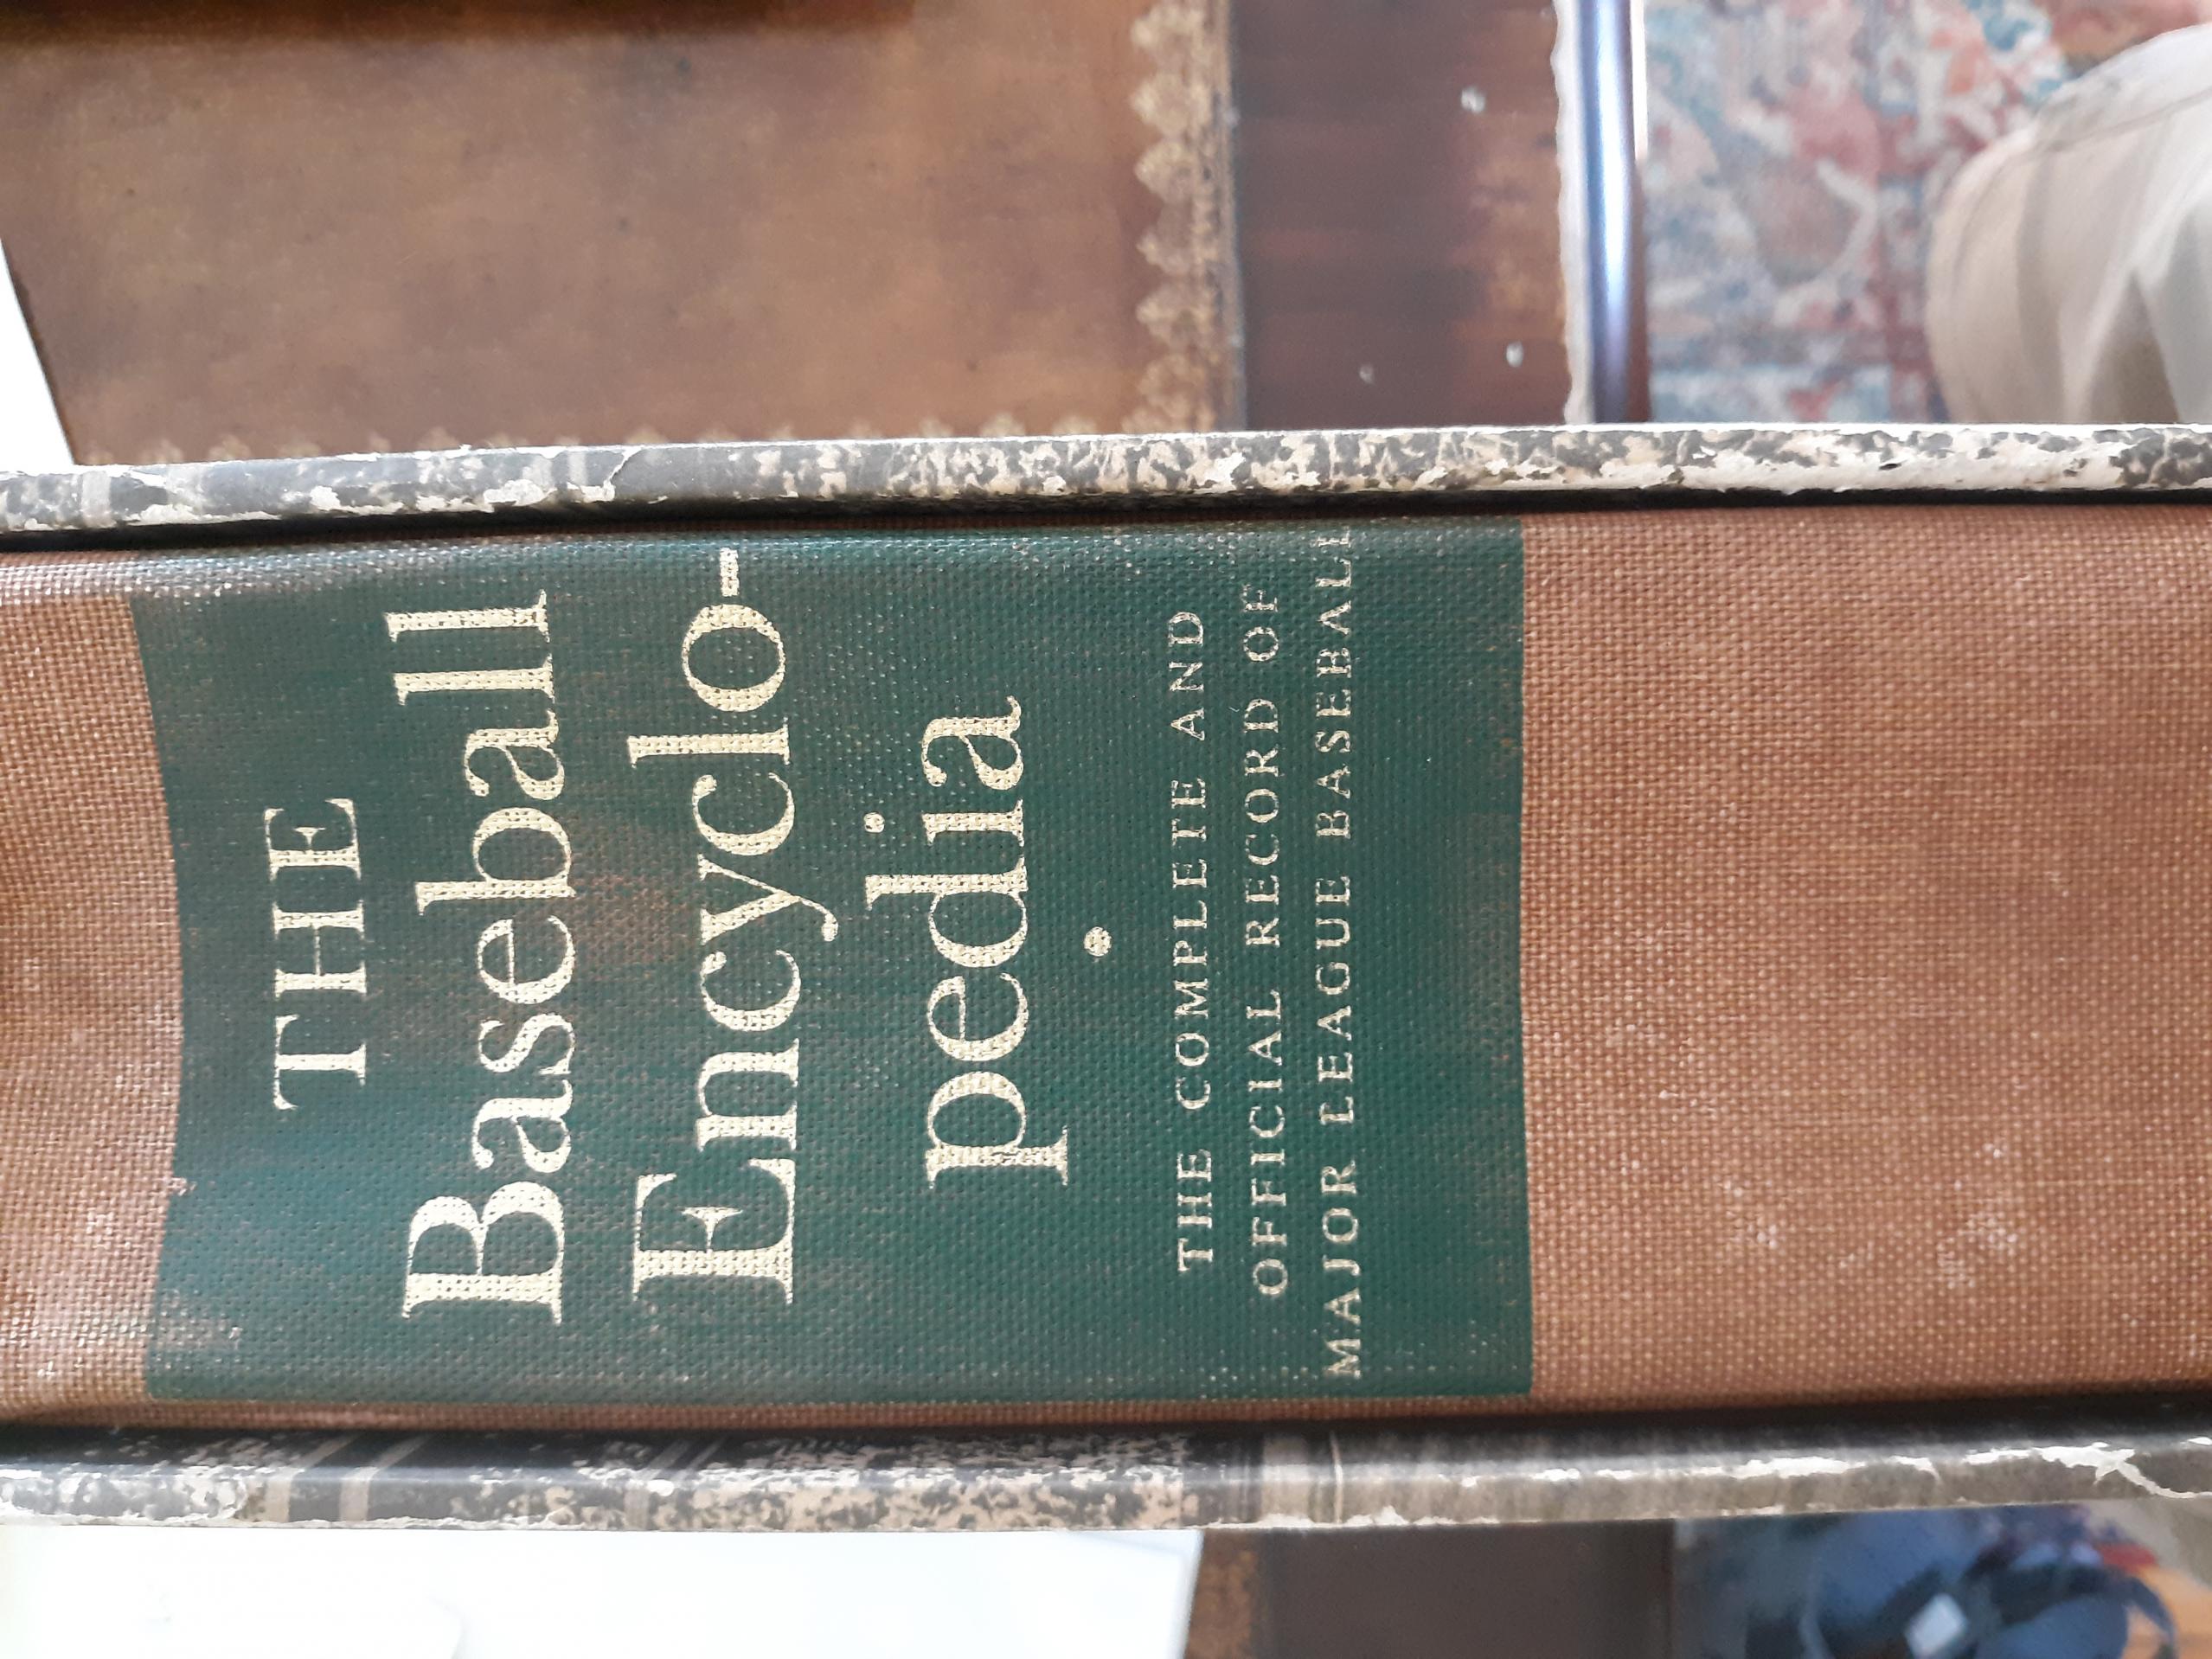 THE
Baseball
Encyclo-
pedia
THE COMPLETE AND
OFFICIAL RECORD OF
MAJOR LEAGUE BASEBALL